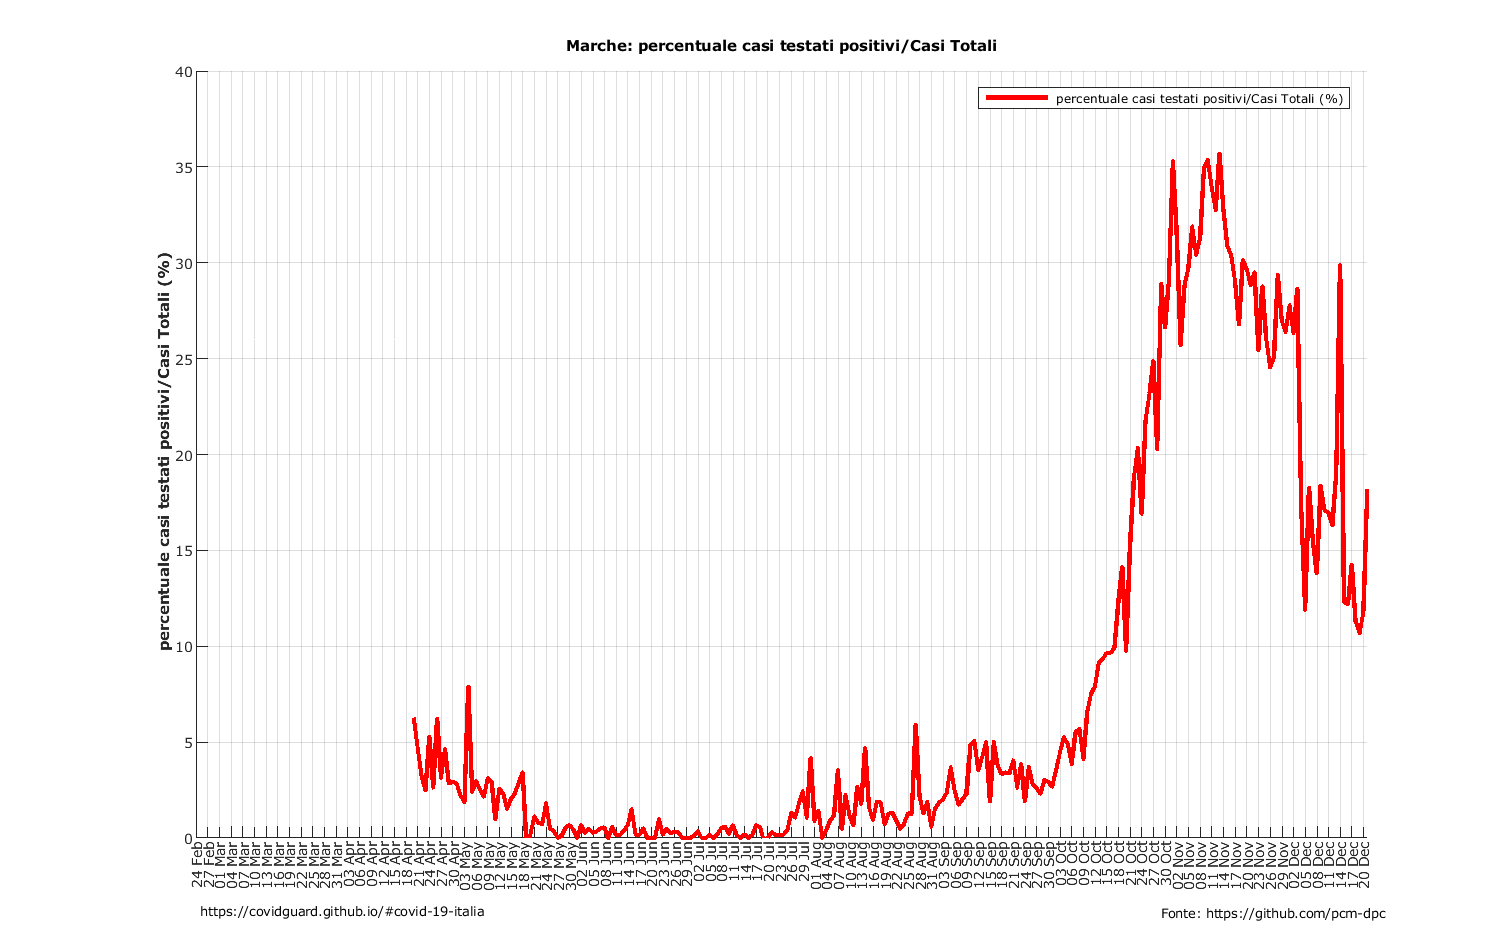 Marche: percentuale casi testati positivi/Casi Totali
percentuale casi testati positivi/Casi Totali (%)
percentuale casi testati positivi/Casi Totali (%)
40
35
30
25
20
15
10
5
0
24 Feb
27 Feb
01 Mar
04 Mar
07 Mar
10 Mar
13 Mar
16 Mar
19 Mar
22 Mar
25 Mar
28 Mar
31 Mar
03 Apr
06 Apr
09 Apr
12 Apr
15 Apr
18 Apr
21 Apr
24 Apr
27 Apr
30 Apr
03 May
06 May
09 May
12 May
15 May
18 May
21 May
24 May
27 May
30 May
02 Jun
05 Jun
08 Jun
11 Jun
14 Jun
17 Jun
20 Jun
23 Jun
26 Jun
29 Jun
02 Jul
05 Jul
08 Jul
11 Jul
14 Jul
17 Jul
20 Jul
23 Jul
26 Jul
29 Jul
01 Aug
04 Aug
07 Aug
10 Aug
13 Aug
16 Aug
19 Aug
22 Aug
25 Aug
28 Aug
31 Aug
03 Sep
06 Sep
09 Sep
12 Sep
15 Sep
18 Sep
21 Sep
24 Sep
27 Sep
30 Sep
03 Oct
06 Oct
09 Oct
12 Oct
15 Oct
18 Oct
21 Oct
24 Oct
27 Oct
30 Oct
02 Nov
05 Nov
08 Nov
11 Nov
14 Nov
17 Nov
20 Nov
23 Nov
26 Nov
29 Nov
02 Dec
05 Dec
08 Dec
11 Dec
14 Dec
17 Dec
20 Dec
https://covidguard.github.io/#covid-19-italia
Fonte: https://github.com/pcm-dpc